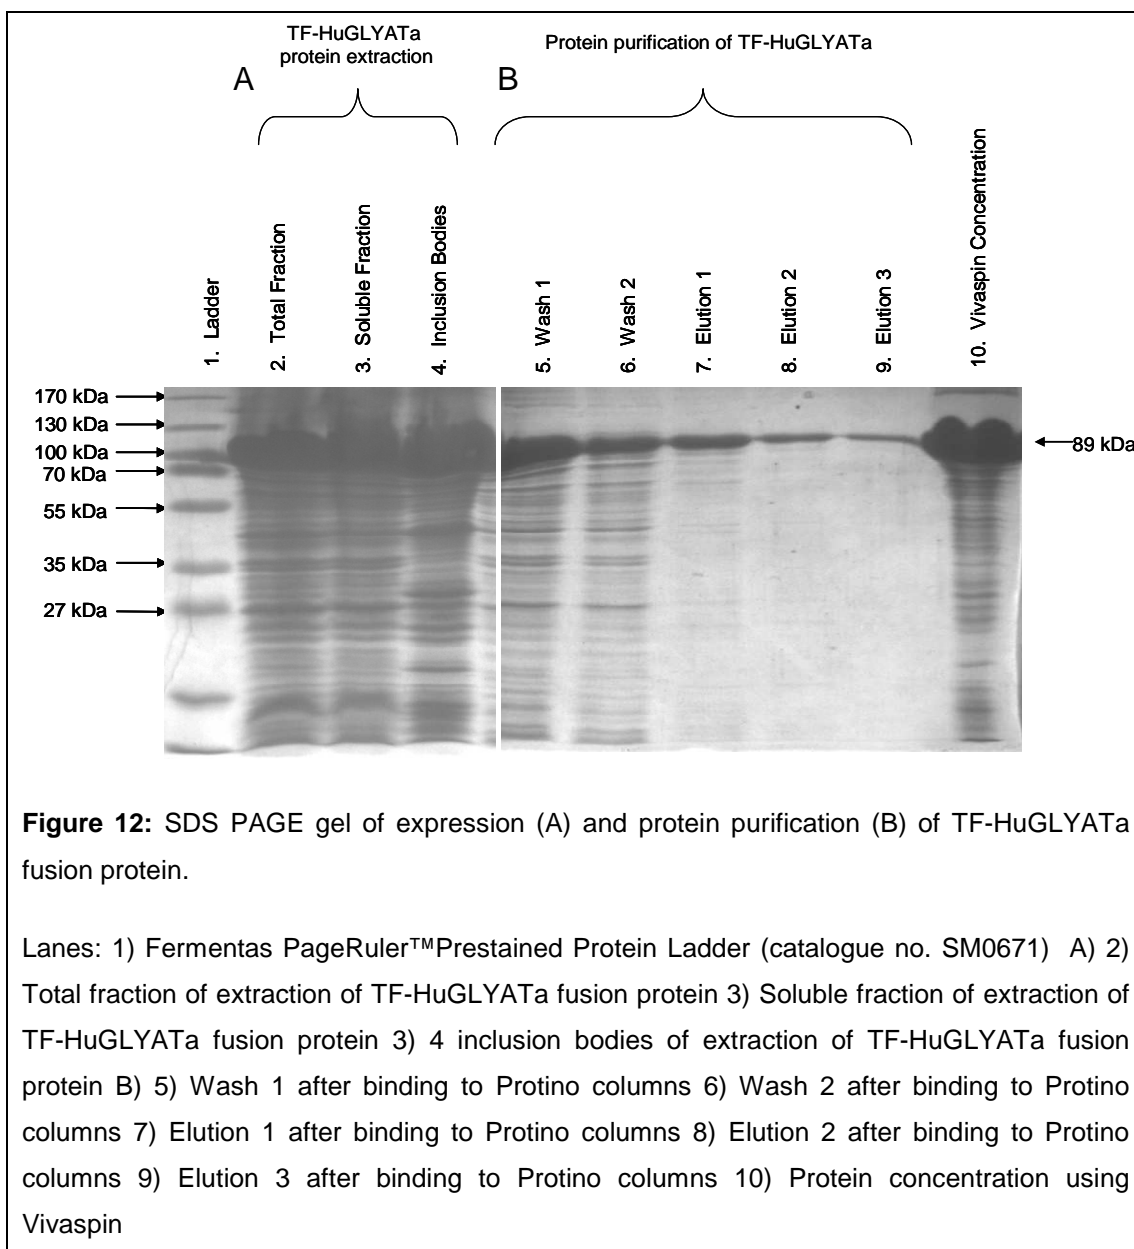 TF-HuGLYATa
protein extraction
Protein purification of TF-HuGLYATa
A
B
1. Ladder
2. Total Fraction
3. Soluble Fraction
4. Inclusion Bodies
5. Wash 1
6. Wash 2
7. Elution 1
8. Elution 2
9. Elution 3
10. Vivaspin Concentration
170 kDa
130 kDa
100 kDa
70 kDa
55 kDa
35 kDa
27 kDa
89 kDa
Figure 12: SDS PAGE gel of expression (A) and protein purification (B) of TF-HuGLYATa
fusion protein.
Lanes: 1) Fermentas PageRuler™Prestained Protein Ladder (catalogue no. SM0671) A) 2)
Total fraction of extraction of TF-HuGLYATa fusion protein 3) Soluble fraction of extraction of
TF-HuGLYATa fusion protein 3) 4 inclusion bodies of extraction of TF-HuGLYATa fusion
protein B) 5) Wash 1 after binding to Protino columns 6) Wash 2 after binding to Protino
columns 7) Elution 1 after binding to Protino columns 8) Elution 2 after binding to Protino
columns 9) Elution 3 after binding to Protino columns 10) Protein concentration using
Vivaspin